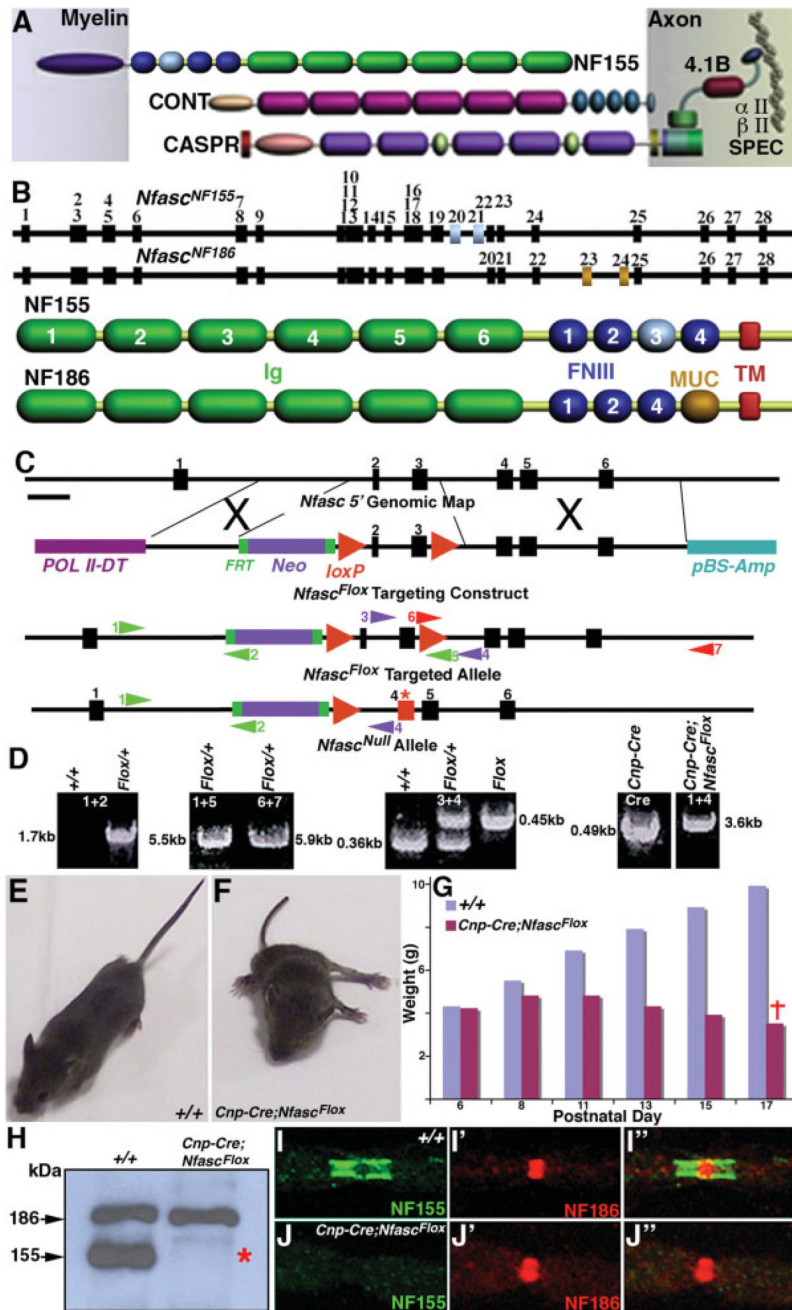 A Myelin Axon
NF155
4.1B
CONT
α II
β II
CASPR
SPEC
B Nfasc^NF155
1 2 3 4 5 6 7 8 9 10 11 12 13 14 15 16 17 18 19 20 21 22 23 24 25 26 27 28
Nfasc^NF186
20 21 22 23 24 25 26 27 28
NF155
1 2 3 4 5 6 1 2 3 4
NF186 Ig FNIII MUC TM
1 2 4
C
1 2 3 4 5 6
Nfasc 5' Genomic Map
X X
2 3
POL II-DT FRT Neo loxP pBS-Amp
Nfasc^Flox Targeting Construct
1 3 6
2 5 4 7
Nfasc^Flox Targeted Allele
1 1 4 * 5 6
2 4
Nfasc^Null Allele
D
+/+ Flox/+ Flox/+ Flox/+ +/+ Flox/+ Flox Cnp-Cre Cnp-Cre; Nfasc^Flox
1+2 1+5 6+7 3+4 Cre 1+4
1.7kb 5.5kb 5.9kb 0.36kb 0.45kb 0.49kb 3.6kb
E
+/+
F
Cnp-Cre;Nfasc^Flox
G
+/+
Cnp-Cre;Nfasc^Flox
Weight (g)
10
6
4
2
†
6 8 11 13 15 17
Postnatal Day
H
kDa
+/+ Cnp-Cre; Nfasc^Flox
186
155 *
I +/+ NF155
I' NF186
I"
J Cnp-Cre;Nfasc^Flox NF155
J' NF186
J"